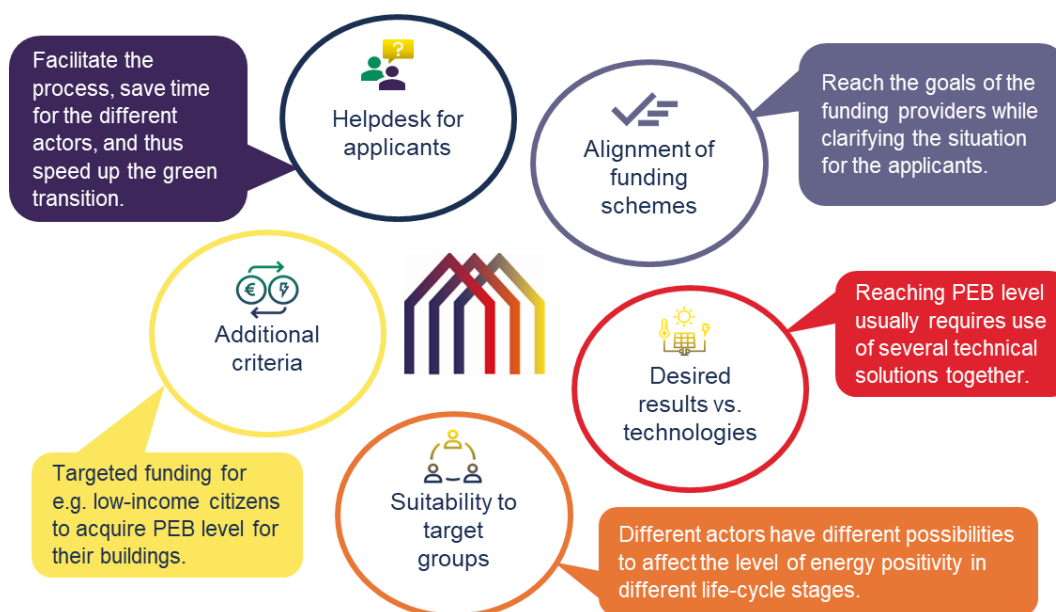 Facilitate the
process, save time
for the different
actors, and thus
speed up the green
transition.
?
Helpdesk for
applicants
Alignment of
funding
schemes
Reach the goals of the
funding providers while
clarifying the situation
for the applicants.
€
Additional
criteria
Desired
results vs.
technologies
Reaching PEB level
usually requires use
of several technical
solutions together.
Targeted funding for
e.g. low-income citizens
to acquire PEB level for
their buildings.
Suitability to
target
groups
Different actors have different possibilities
to affect the level of energy positivity in
different life-cycle stages.